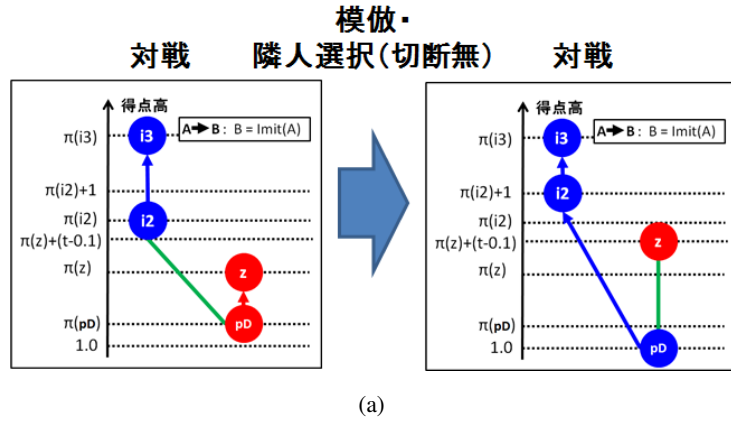 模倣・
対戦 隣人選択(切断無) 対戦
得点高
A→B : B = Imit(A)
π(i3)
i3
π(i2)+1
π(i2)
i2
π(z)+(t-0.1)
π(z)
z
π(pD)
pD
1.0
得点高
A→B : B = Imit(A)
π(i3)
i3
π(i2)+1
i2
π(i2)
π(z)+(t-0.1)
z
π(z)
π(pD)
1.0
pD
(a)